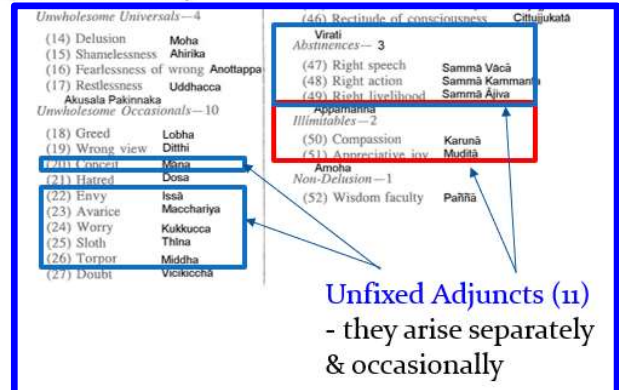 Unwholesome Universals—4
(14) Delusion Moha
(15) Shamelessness Ahirika
(16) Fearlessness of wrong Anottappa
(17) Restlessness Uddhacca
Akusala Pakinnaka
Unwholesome Occasionals—10
(18) Greed Lobha
(19) Wrong view Ditthi
(20) Conceit Māna
(21) Hatred Dosa
(22) Envy Issā
(23) Avarice Macchariya
(24) Worry Kukkucca
(25) Sloth Thīna
(26) Torpor Middha
(27) Doubt Vicikicchā
(46) Rectitude of consciousness Cittujjukatā
Virati
Abstinences— 3
(47) Right speech Sammā Vācā
(48) Right action Sammā Kammanta
(49) Right livelihood Sammā Ājiva
Appamanna
Illimitables—2
(50) Compassion Karunā
(51) Appreciative joy Muditā
Amoha
Non-Delusion—1
(52) Wisdom faculty Paññā
Unfixed Adjuncts (11)
- they arise separately
& occasionally